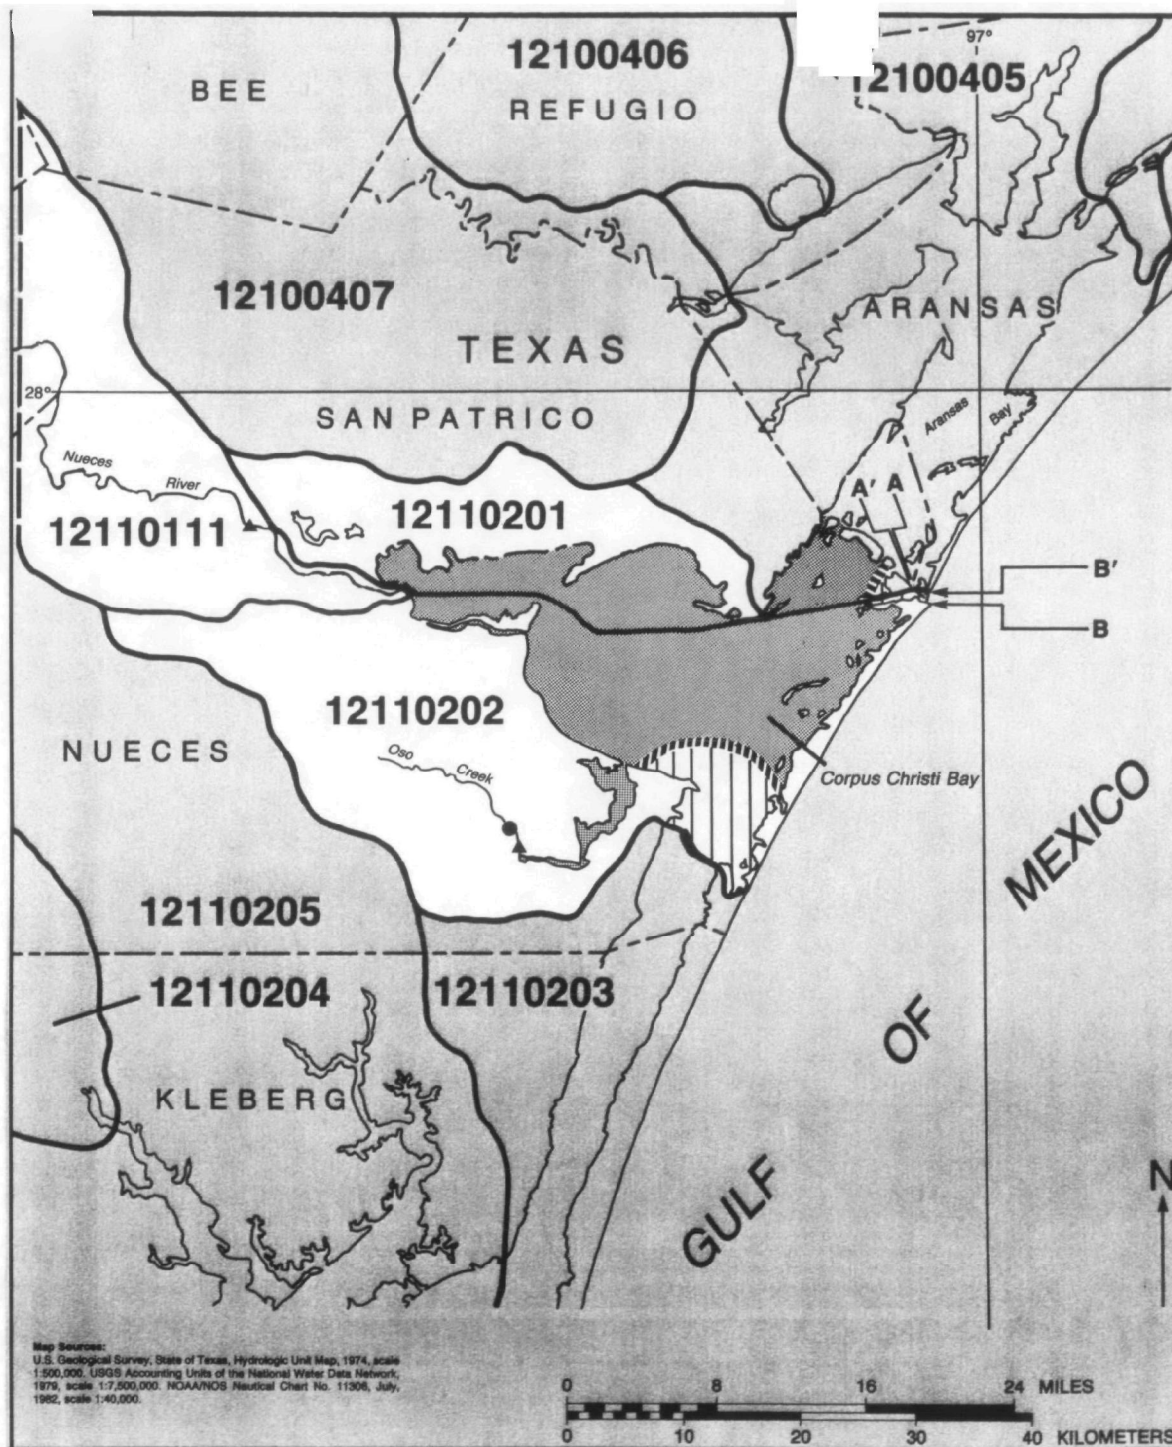 97°
12100406
12100405
BEE
REFUGIO
12100407
ARANSAS
TEXAS
28°
SAN PATRICO
Aransas Bay
Nueces River
A' A
12110201
12110111
B'
B
12110202
NUECES
Oso Creek
Corpus Christi Bay
GULF OF MEXICO
12110205
12110204
12110203
KLEBERG
N
Map Sources:
U.S. Geological Survey, State of Texas, Hydrologic Unit Map, 1974, scale
1:500,000. USGS Accounting Units of the National Water Data Network,
1979, scale 1:7,500,000. NOAA/NOS Nautical Chart No. 11308, July,
1982, scale 1:40,000.
0 8 16 24 MILES
0 10 20 30 40 KILOMETERS